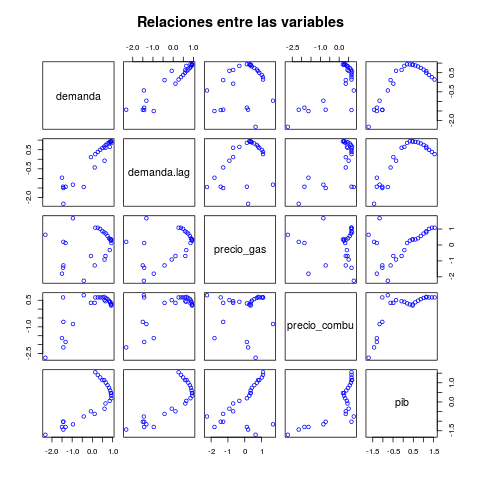 Relaciones entre las variables
-2.0 -1.0 0.0 1.0
-2.5 -1.0 0.0
demanda
-2.0 -1.0 0.5
demanda.lag
-2.0 -1.0 0.5
precio_gas
-2 -1 0 1
precio_combu
-2.5 -1.0 0.5
pib
-1.5 -0.5 0.5 1.5
-2.0 -1.0 0.0 1.0
-2 -1 0 1
-1.5 -0.5 0.5 1.5